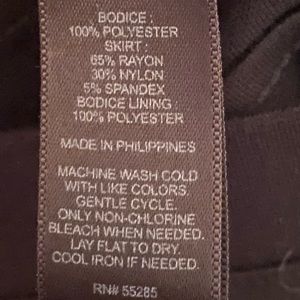 BODICE :
100% POLYESTER
SKIRT :
65% RAYON
30% NYLON
5% SPANDEX
BODICE LINING :
100% POLYESTER
MADE IN PHILIPPINES
MACHINE WASH COLD
WITH LIKE COLORS.
GENTLE CYCLE.
ONLY NON-CHLORINE
BLEACH WHEN NEEDED.
LAY FLAT TO DRY.
COOL IRON IF NEEDED.
RN# 55285